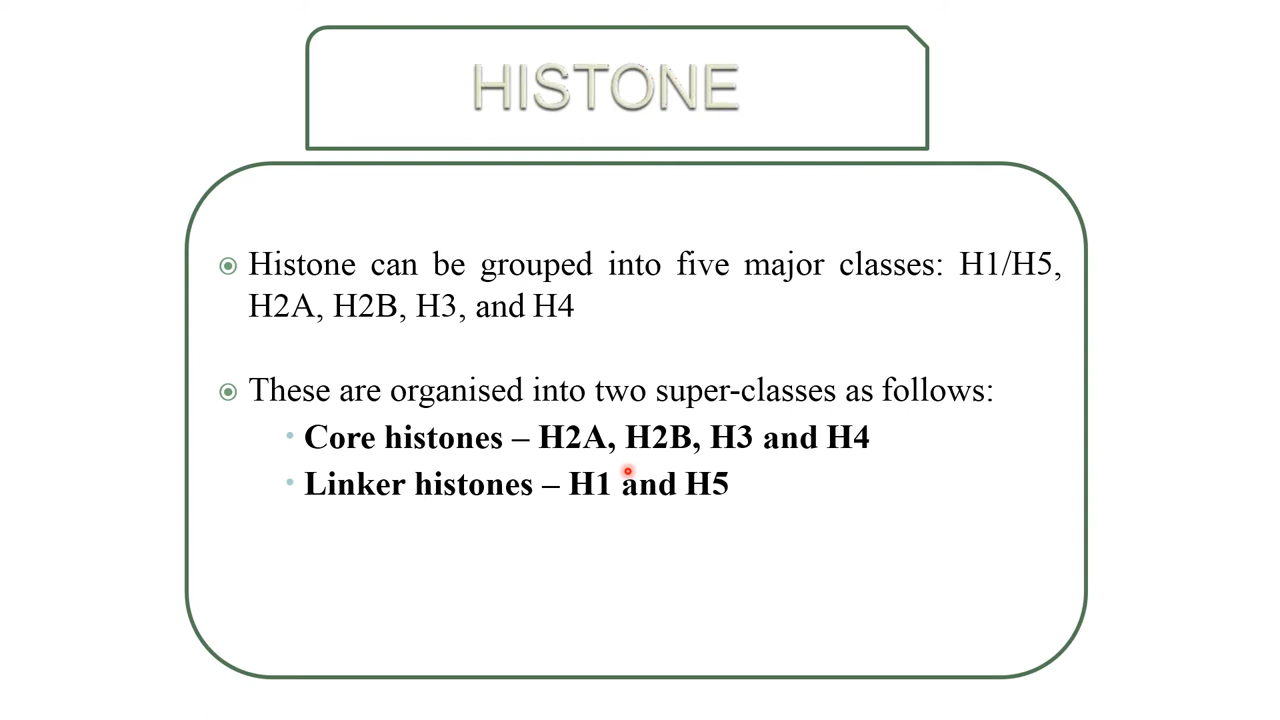 HISTONE
Histone can be grouped into five major classes: H1/H5,
H2A, H2B, H3, and H4
These are organised into two super-classes as follows:
• Core histones – H2A, H2B, H3 and H4
• Linker histones – H1 and H5